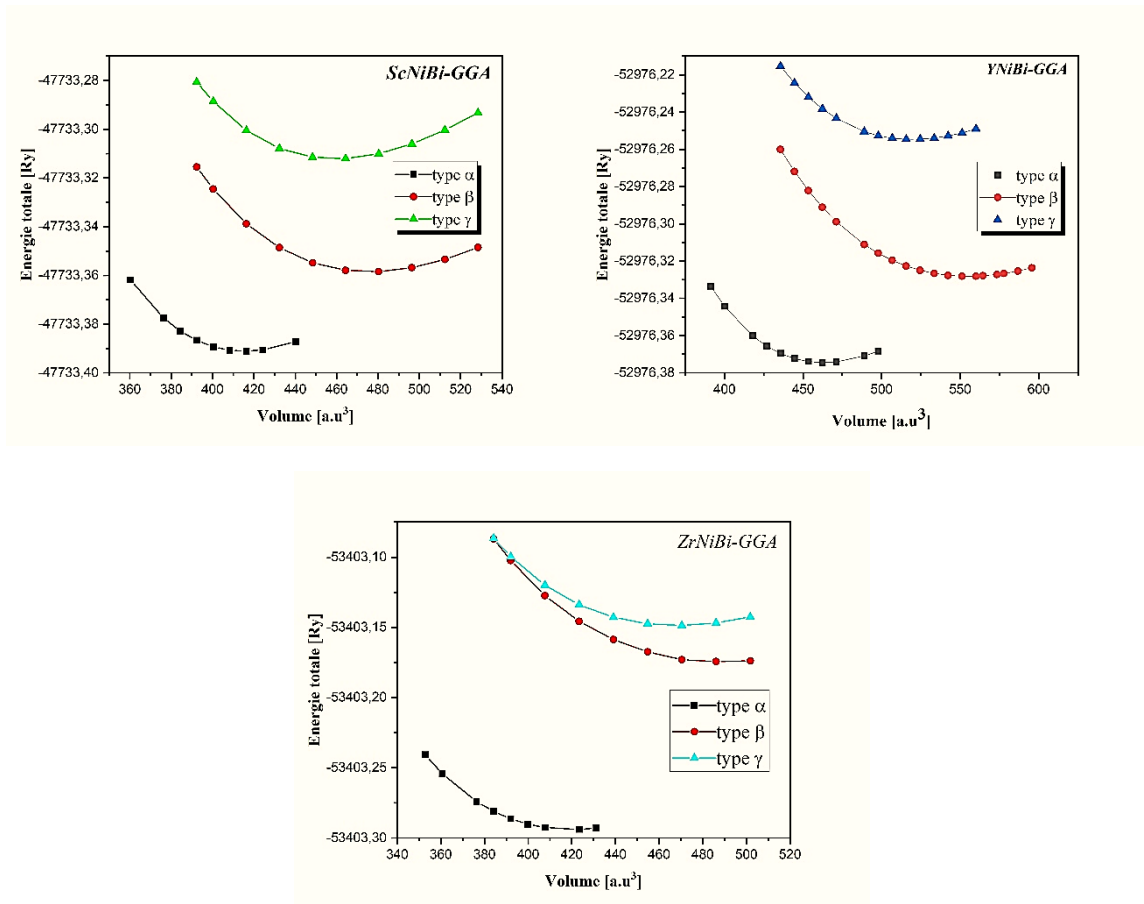 ScNiBi-GGA
Energie totale [Ry]
-47733,28
-47733,30
-47733,32
-47733,34
-47733,36
-47733,38
-47733,40
type α
type β
type γ
360 380 400 420 440 460 480 500 520 540
Volume [a.u³]
YNiBi-GGA
Energie totale [Ry]
-52976,22
-52976,24
-52976,26
-52976,28
-52976,30
-52976,32
-52976,34
-52976,36
-52976,38
type α
type β
type γ
400 450 500 550 600
Volume [a.u³]
ZrNiBi-GGA
Energie totale [Ry]
-53403,10
-53403,15
-53403,20
-53403,25
-53403,30
type α
type β
type γ
340 360 380 400 420 440 460 480 500 520
Volume [a.u³]